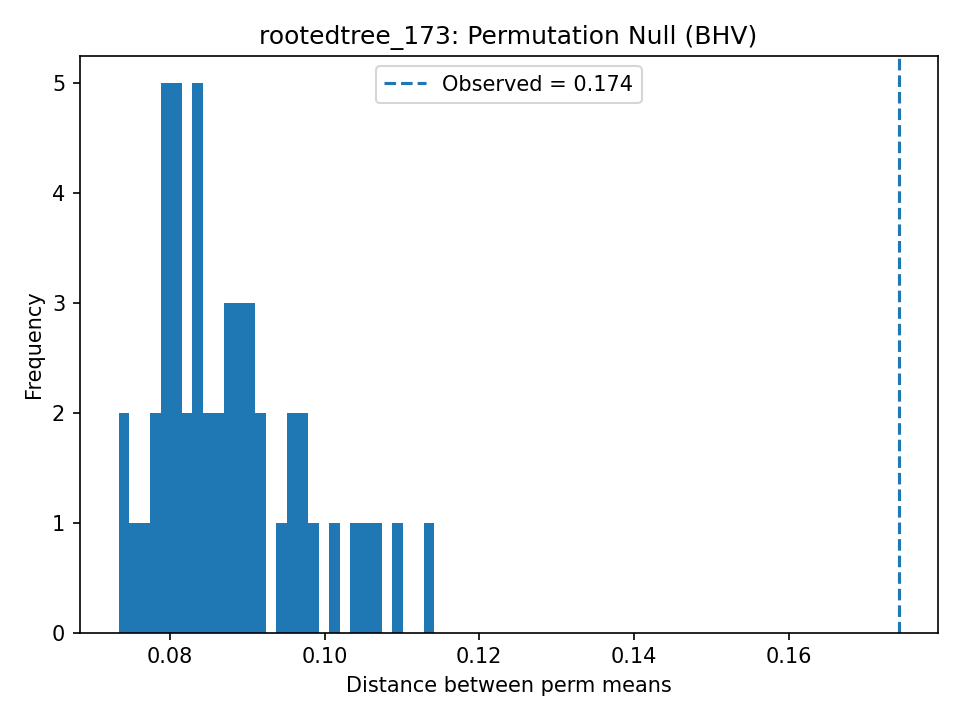 rootedtree_173: Permutation Null (BHV)
Observed = 0.174
5
4
3
2
1
0
Frequency
0.08 0.10 0.12 0.14 0.16
Distance between perm means